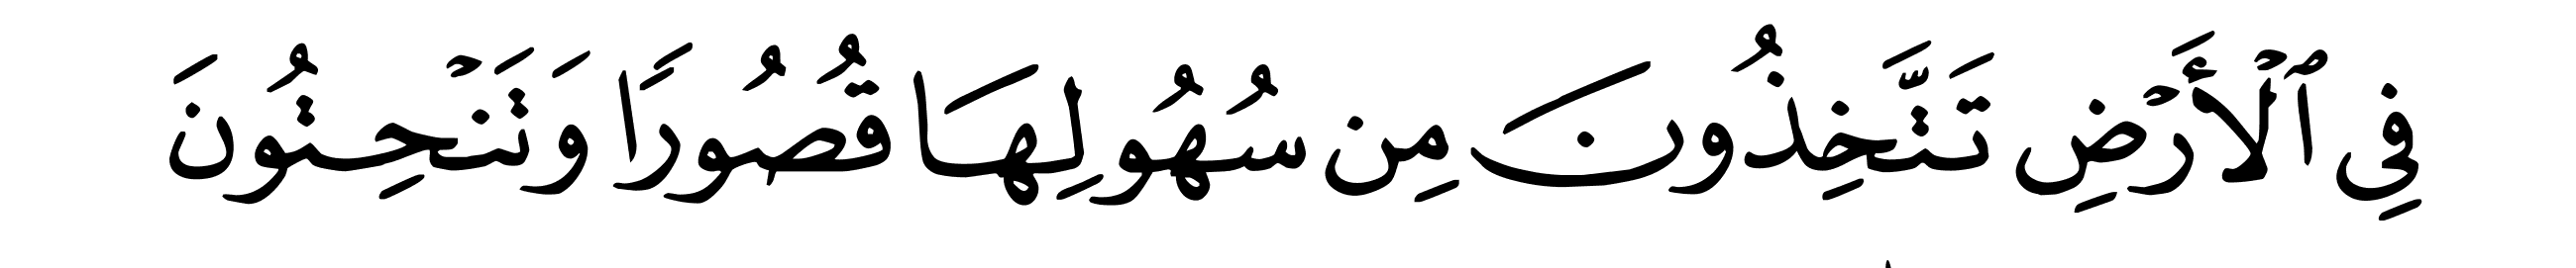 فِي ٱلۡأَرۡضِ تَتَّخِذُونَ مِن سُهُولِهَا قُصُورٗا وَتَنۡحِتُونَ